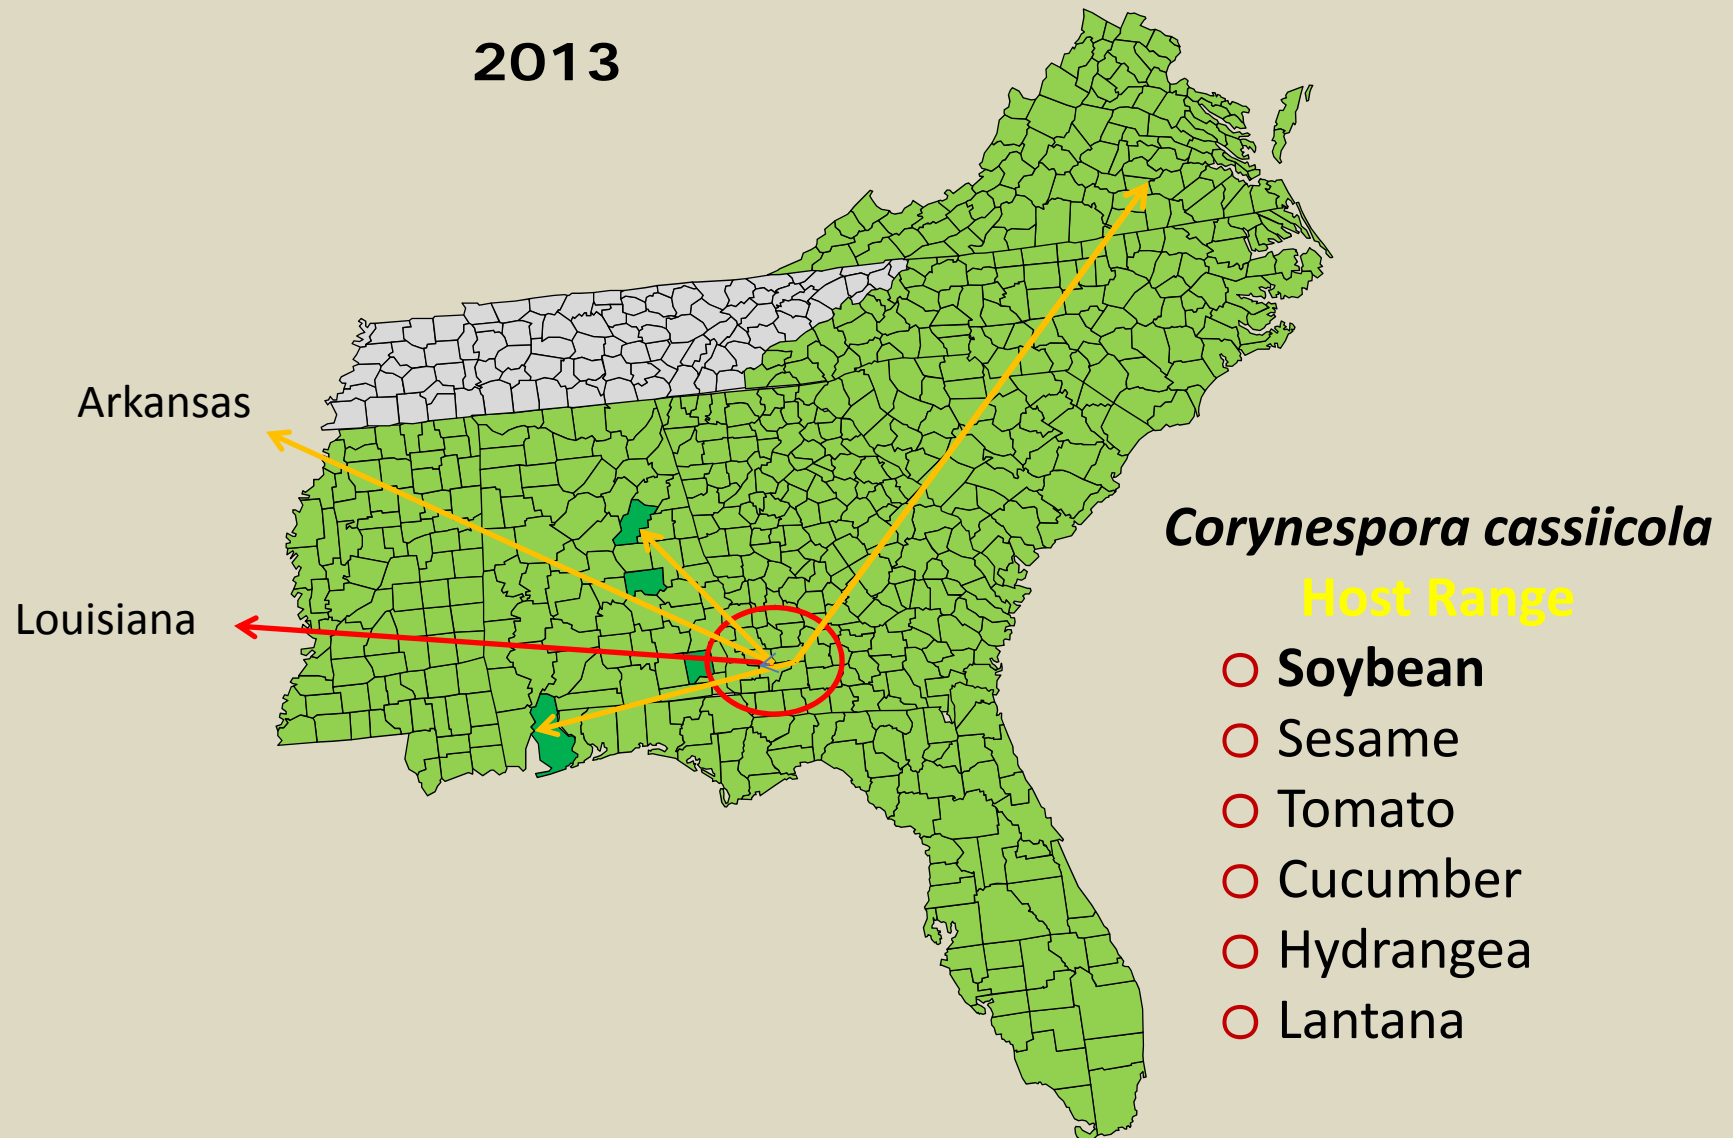 2013
Arkansas
Louisiana
Corynespora cassiicola
Host Range
Soybean
Sesame
Tomato
Cucumber
Hydrangea
Lantana